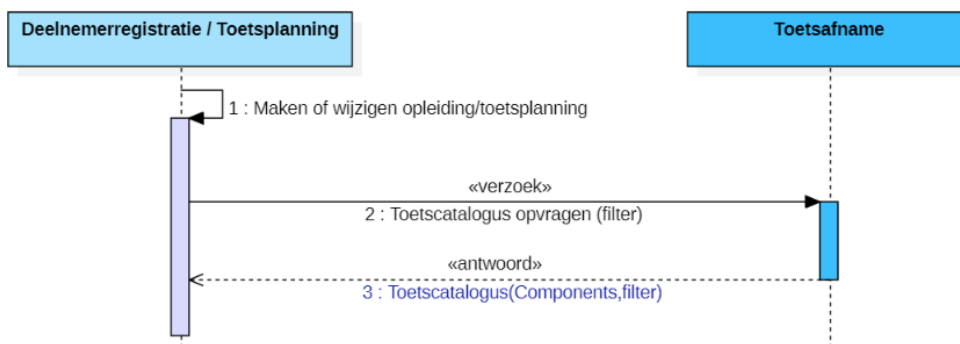 Deelnemerregistratie / Toetsplanning
Toetsafname
1 : Maken of wijzigen opleiding/toetsplanning
«verzoek»
2 : Toetscatalogus opvragen (filter)
«antwoord»
3 : Toetscatalogus(Components,filter)